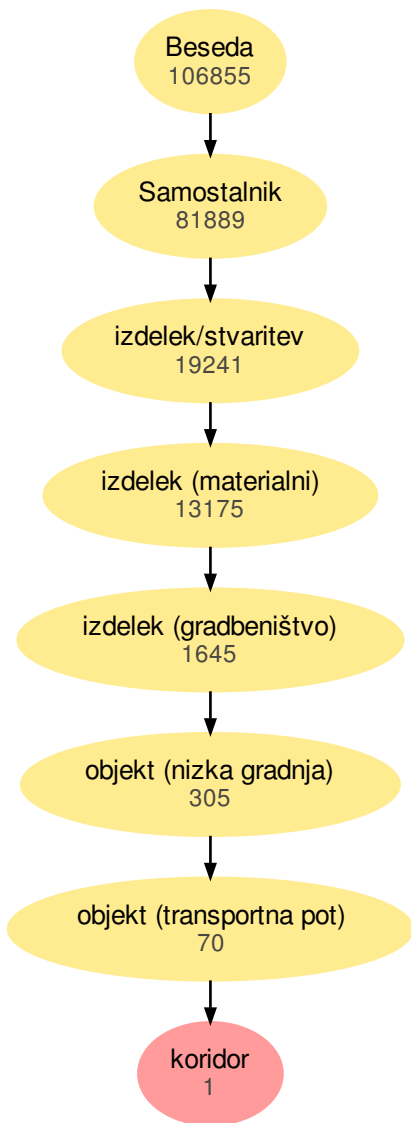 Beseda
106855
Samostalnik
81889
izdelek/stvaritev
19241
izdelek (materialni)
13175
izdelek (gradbeništvo)
1645
objekt (nizka gradnja)
305
objekt (transportna pot)
70
koridor
1